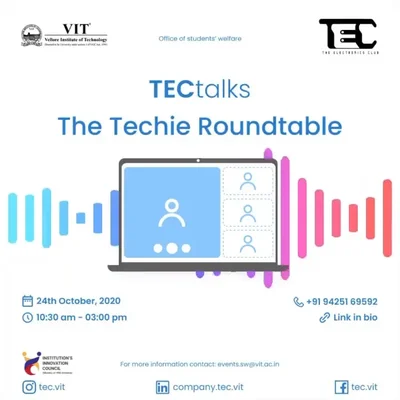 VIT®
Vellore Institute of Technology
Office of students' welfare
TEC
THE ELECTRONICS CLUB
TECtalks
The Techie Roundtable
24th October, 2020
10:30 am - 03:00 pm
+91 94251 69592
Link in bio
INSTITUTION'S
INNOVATION
COUNCIL
For more information contact: events.sw@vit.ac.in
tec.vit
company.tec.vit
tec.vit